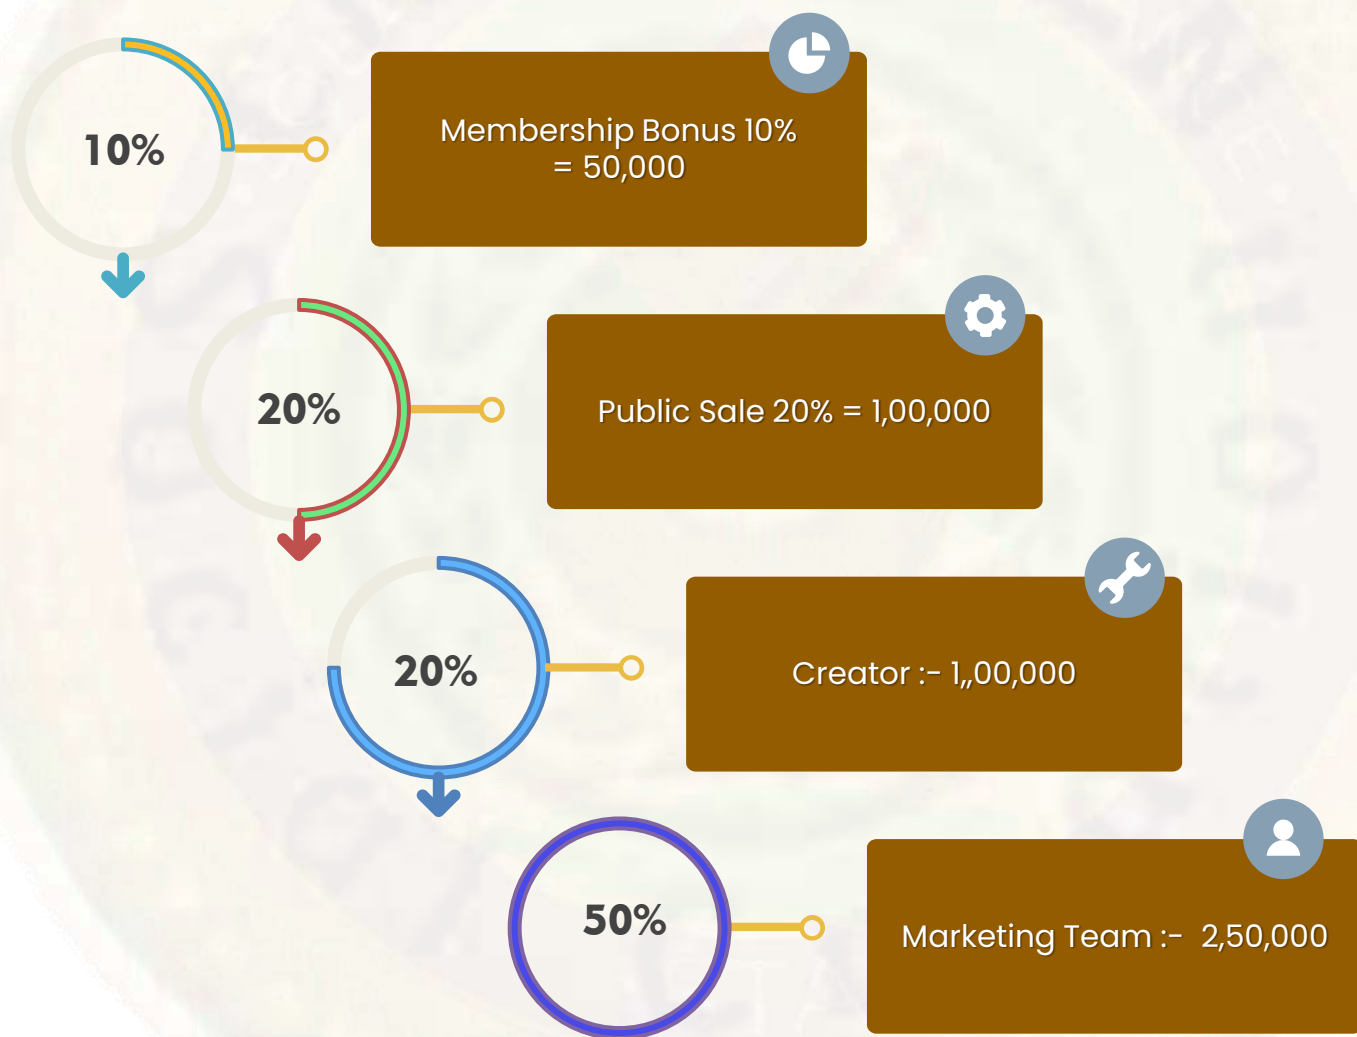 10%
Membership Bonus 10%
= 50,000
20%
Public Sale 20% = 1,00,000
20%
Creator :- 1,,00,000
50%
Marketing Team :- 2,50,000